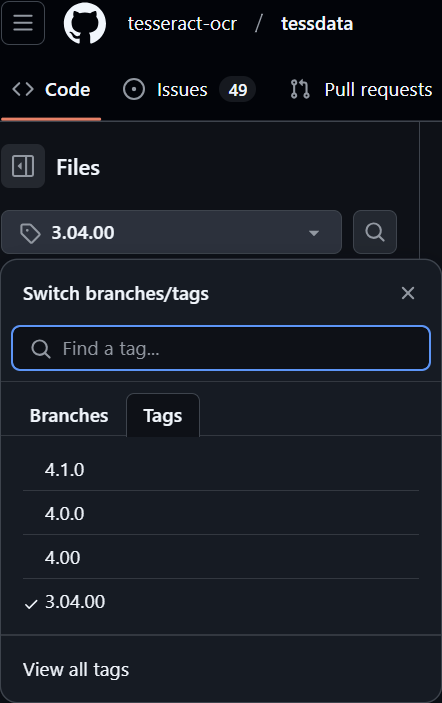 tesseract-ocr / tessdata
Code Issues 49 Pull requests
Files
3.04.00
Switch branches/tags
Find a tag...
Branches Tags
4.1.0
4.0.0
4.00
3.04.00
View all tags